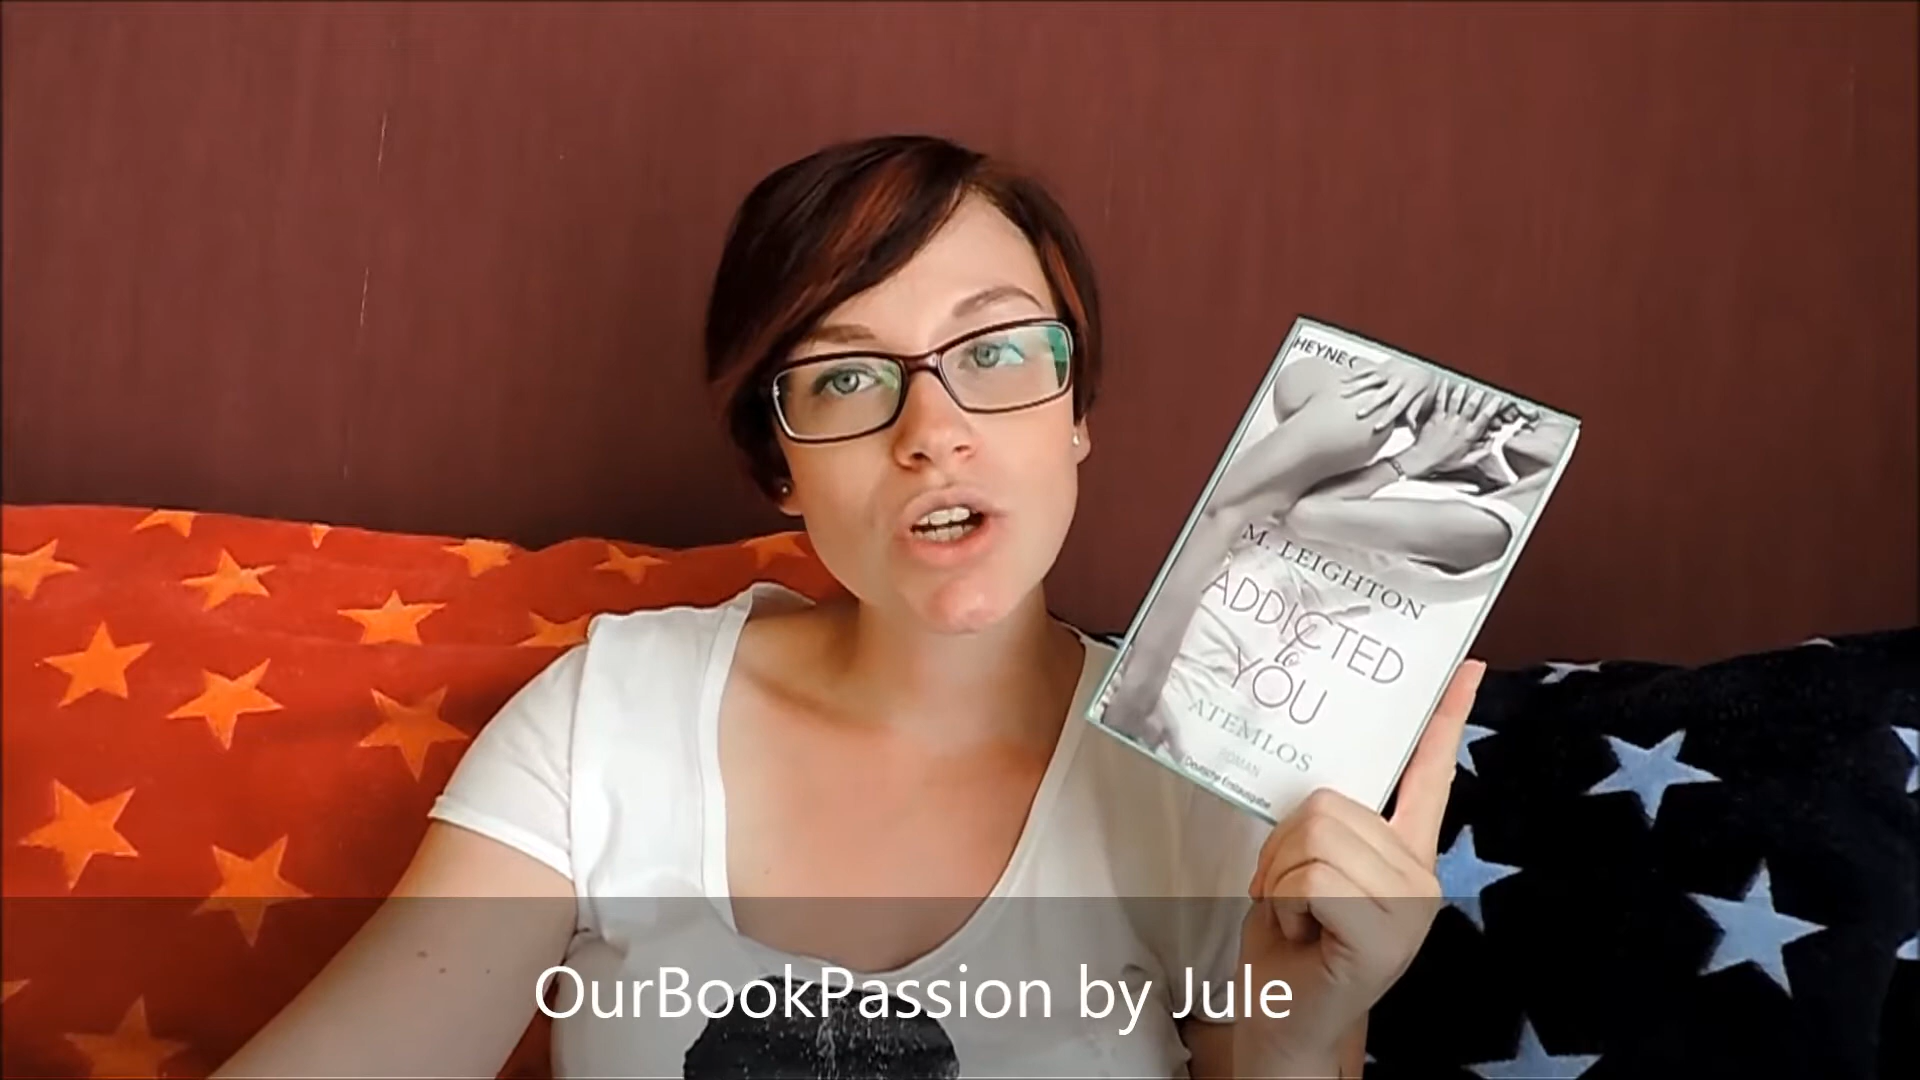 HEYNE <
M. LEIGHTON
ADDICTED
to
YOU
ATEMLOS
ROMAN
Deutsche Erstausgabe
OurBookPassion by Jule